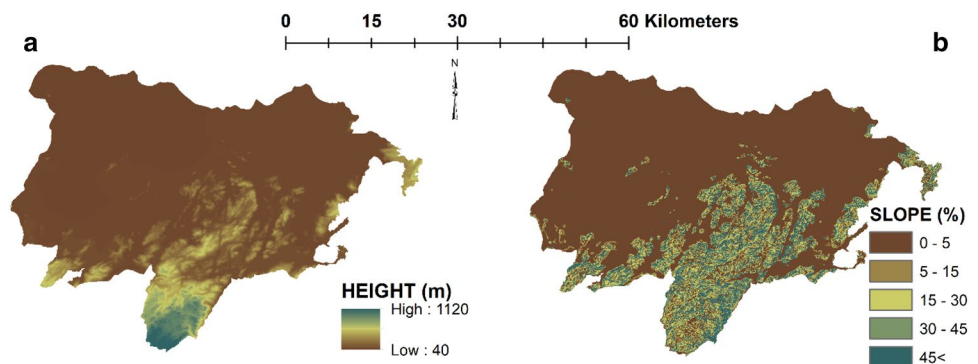 0 15 30 60 Kilometers
a
b
N
HEIGHT (m)
High : 1120
Low : 40
SLOPE (%)
0 - 5
5 - 15
15 - 30
30 - 45
45<